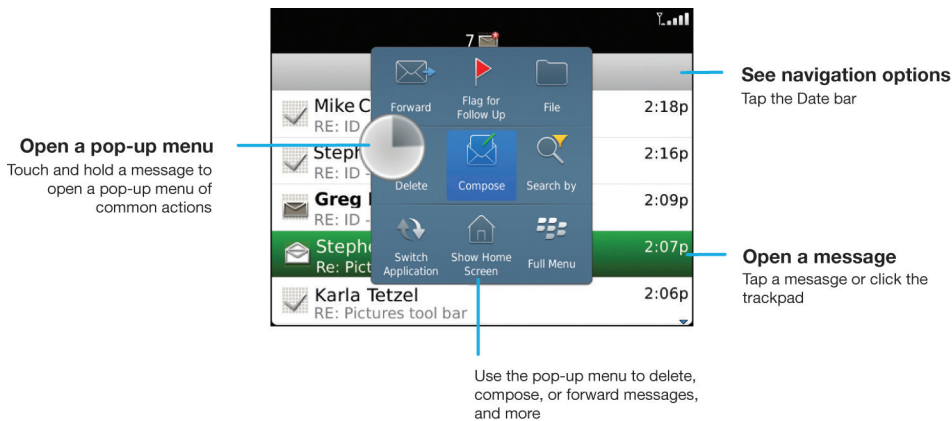 7
See navigation options
Tap the Date bar
Forward
Flag for
Follow Up
File
Mike C
2:18p
RE: ID
Open a pop-up menu
Touch and hold a message to
open a pop-up menu of
common actions
Steph
2:16p
RE: ID -
Delete
Compose
Search by
Greg
2:09p
RE: ID -
Stephe
2:07p
Re: Pict
Switch
Application
Show Home
Screen
Full Menu
Open a message
Tap a mesasge or click the
trackpad
Karla Tetzel
2:06p
RE: Pictures tool bar
Use the pop-up menu to delete,
compose, or forward messages,
and more